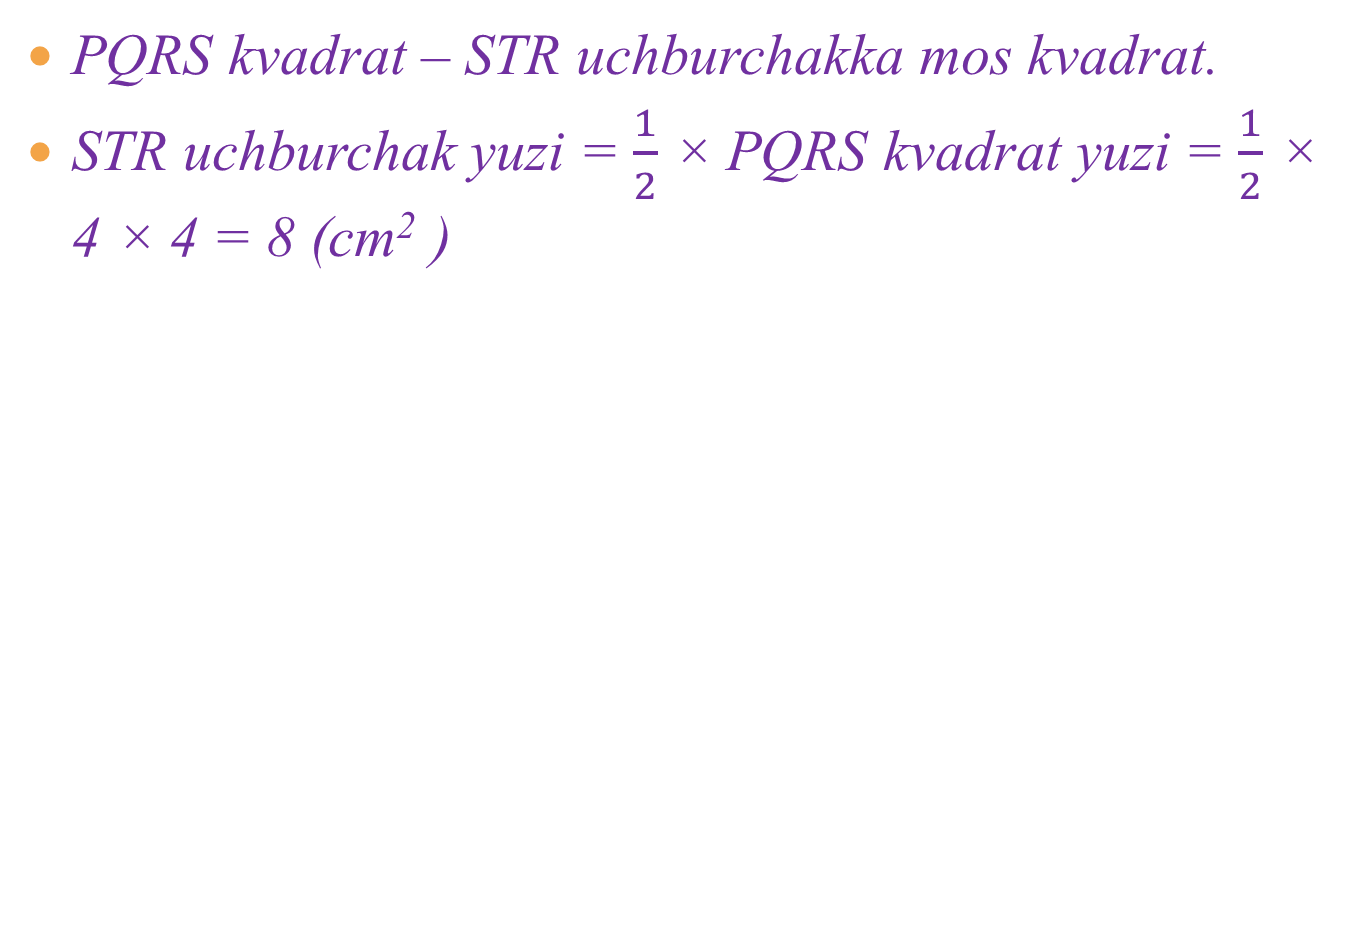 • PQRS kvadrat – STR uchburchakka mos kvadrat.
• STR uchburchak yuzi = 1/2 × PQRS kvadrat yuzi = 1/2 ×
4 × 4 = 8 (cm² )